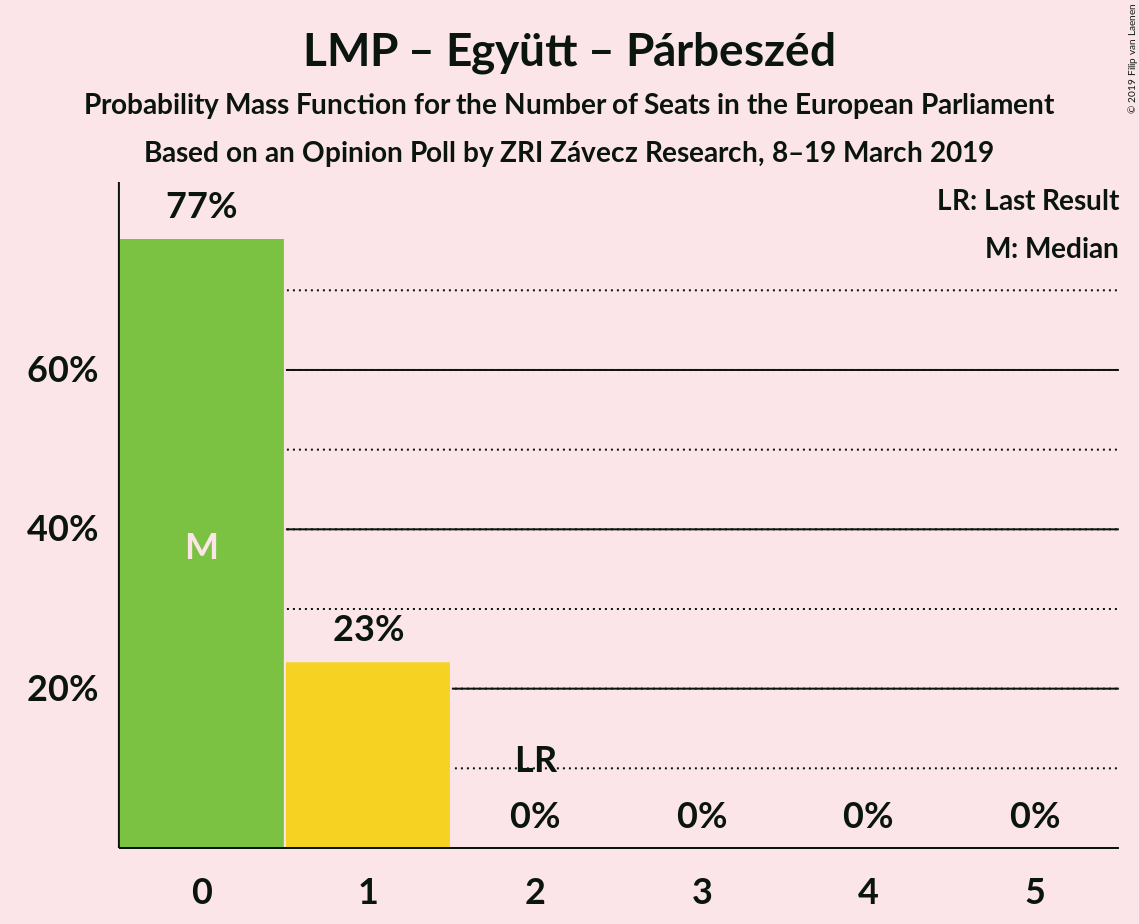 LMP – Együtt – Párbeszéd
Probability Mass Function for the Number of Seats in the European Parliament
Based on an Opinion Poll by ZRI Závecz Research, 8–19 March 2019
© 2019 Filip van Laenen
LR: Last Result
M: Median
77%
60%
40%
M
23%
20%
LR
0% 0% 0% 0%
0 1 2 3 4 5